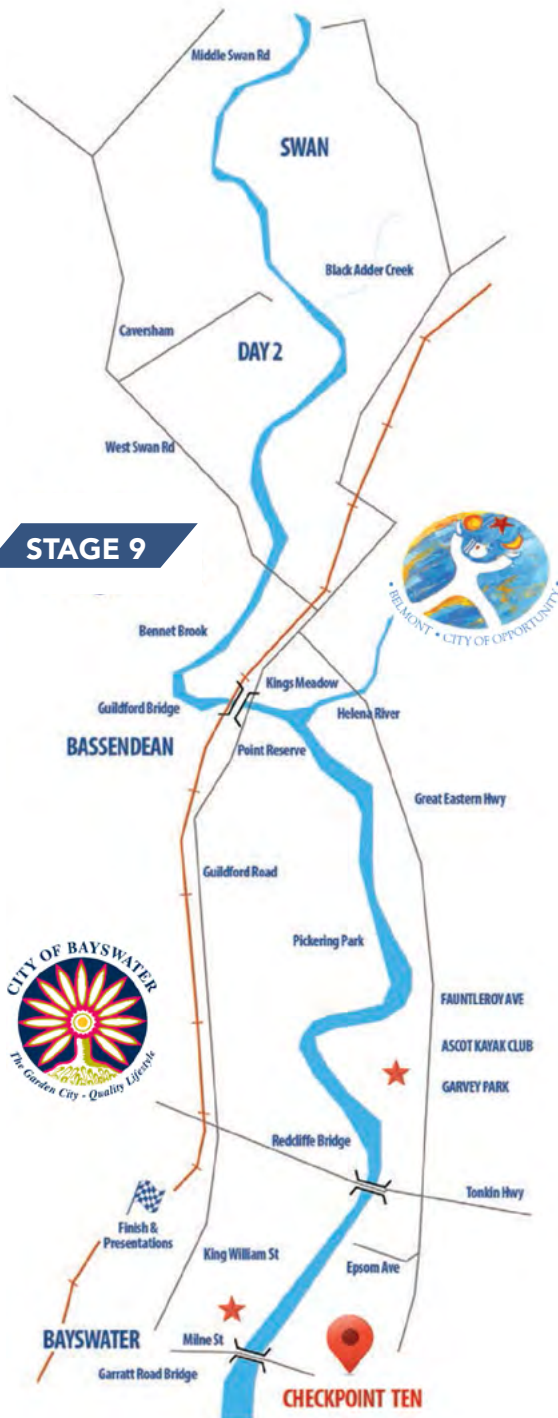 Middle Swan Rd
SWAN
Black Adder Creek
Caversham
DAY 2
West Swan Rd
STAGE 9
• BELMONT • CITY OF OPPORTUNITY •
Bennet Brook
Kings Meadow
Guildford Bridge
Helena River
BASSENDEAN
Point Reserve
Great Eastern Hwy
Guildford Road
Pickering Park
CITY OF BAYSWATER
The Garden City - Quality Lifestyle
FAUNTLEROY AVE
ASCOT KAYAK CLUB
GARVEY PARK
Redcliffe Bridge
Tonkin Hwy
Finish &
Presentations
King William St
Epsom Ave
BAYSWATER
Milne St
Garratt Road Bridge
CHECKPOINT TEN